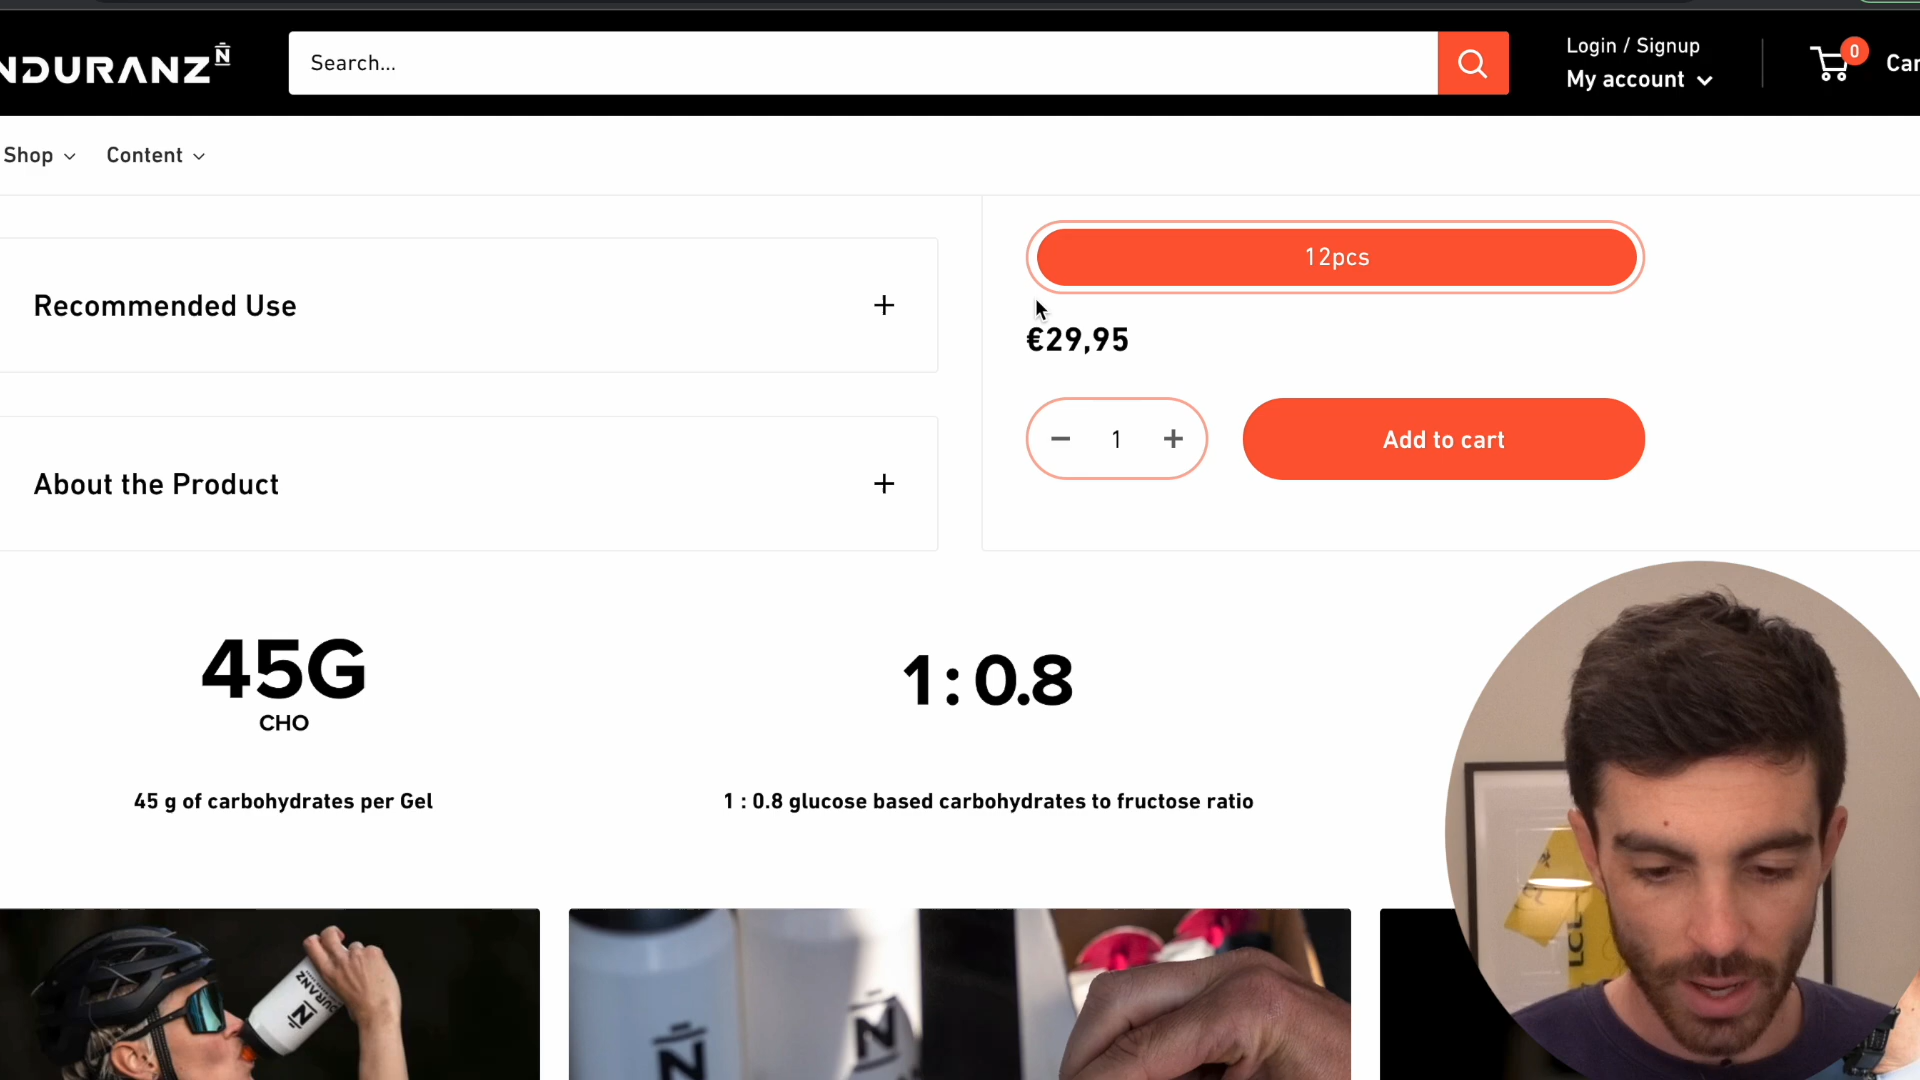 NDURANZ
Search...
Login / Signup
My account
0
Car
Shop
Content
12pcs
€29,95
Recommended Use
1
Add to cart
About the Product
45G
CHO
1 : 0.8
45 g of carbohydrates per Gel
1 : 0.8 glucose based carbohydrates to fructose ratio
NDURANZ
N
N
N
LCL